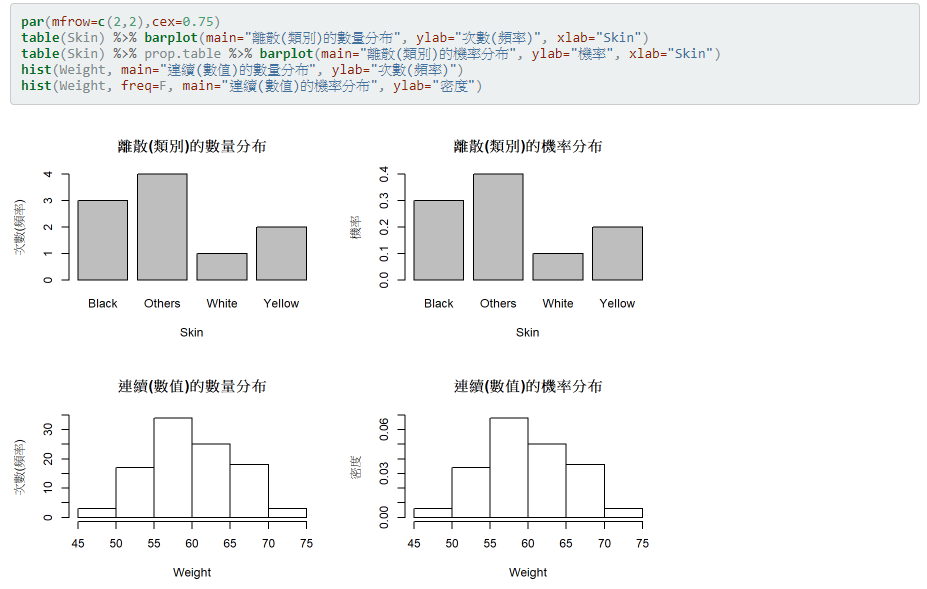 par(mfrow=c(2,2),cex=0.75)
table(Skin) %>% barplot(main="離散(類別)的數量分布", ylab="次數(頻率)", xlab="Skin")
table(Skin) %>% prop.table %>% barplot(main="離散(類別)的機率分布", ylab="機率", xlab="Skin")
hist(Weight, main="連續(數值)的數量分布", ylab="次數(頻率)")
hist(Weight, freq=F, main="連續(數值)的機率分布", ylab="密度")
離散(類別)的數量分布
次數(頻率)
4
3
2
1
0
Black Others White Yellow
Skin
離散(類別)的機率分布
機率
0.4
0.3
0.2
0.1
0.0
Black Others White Yellow
Skin
連續(數值)的數量分布
次數(頻率)
30
20
10
0
45 50 55 60 65 70 75
Weight
連續(數值)的機率分布
密度
0.06
0.03
0.00
45 50 55 60 65 70 75
Weight